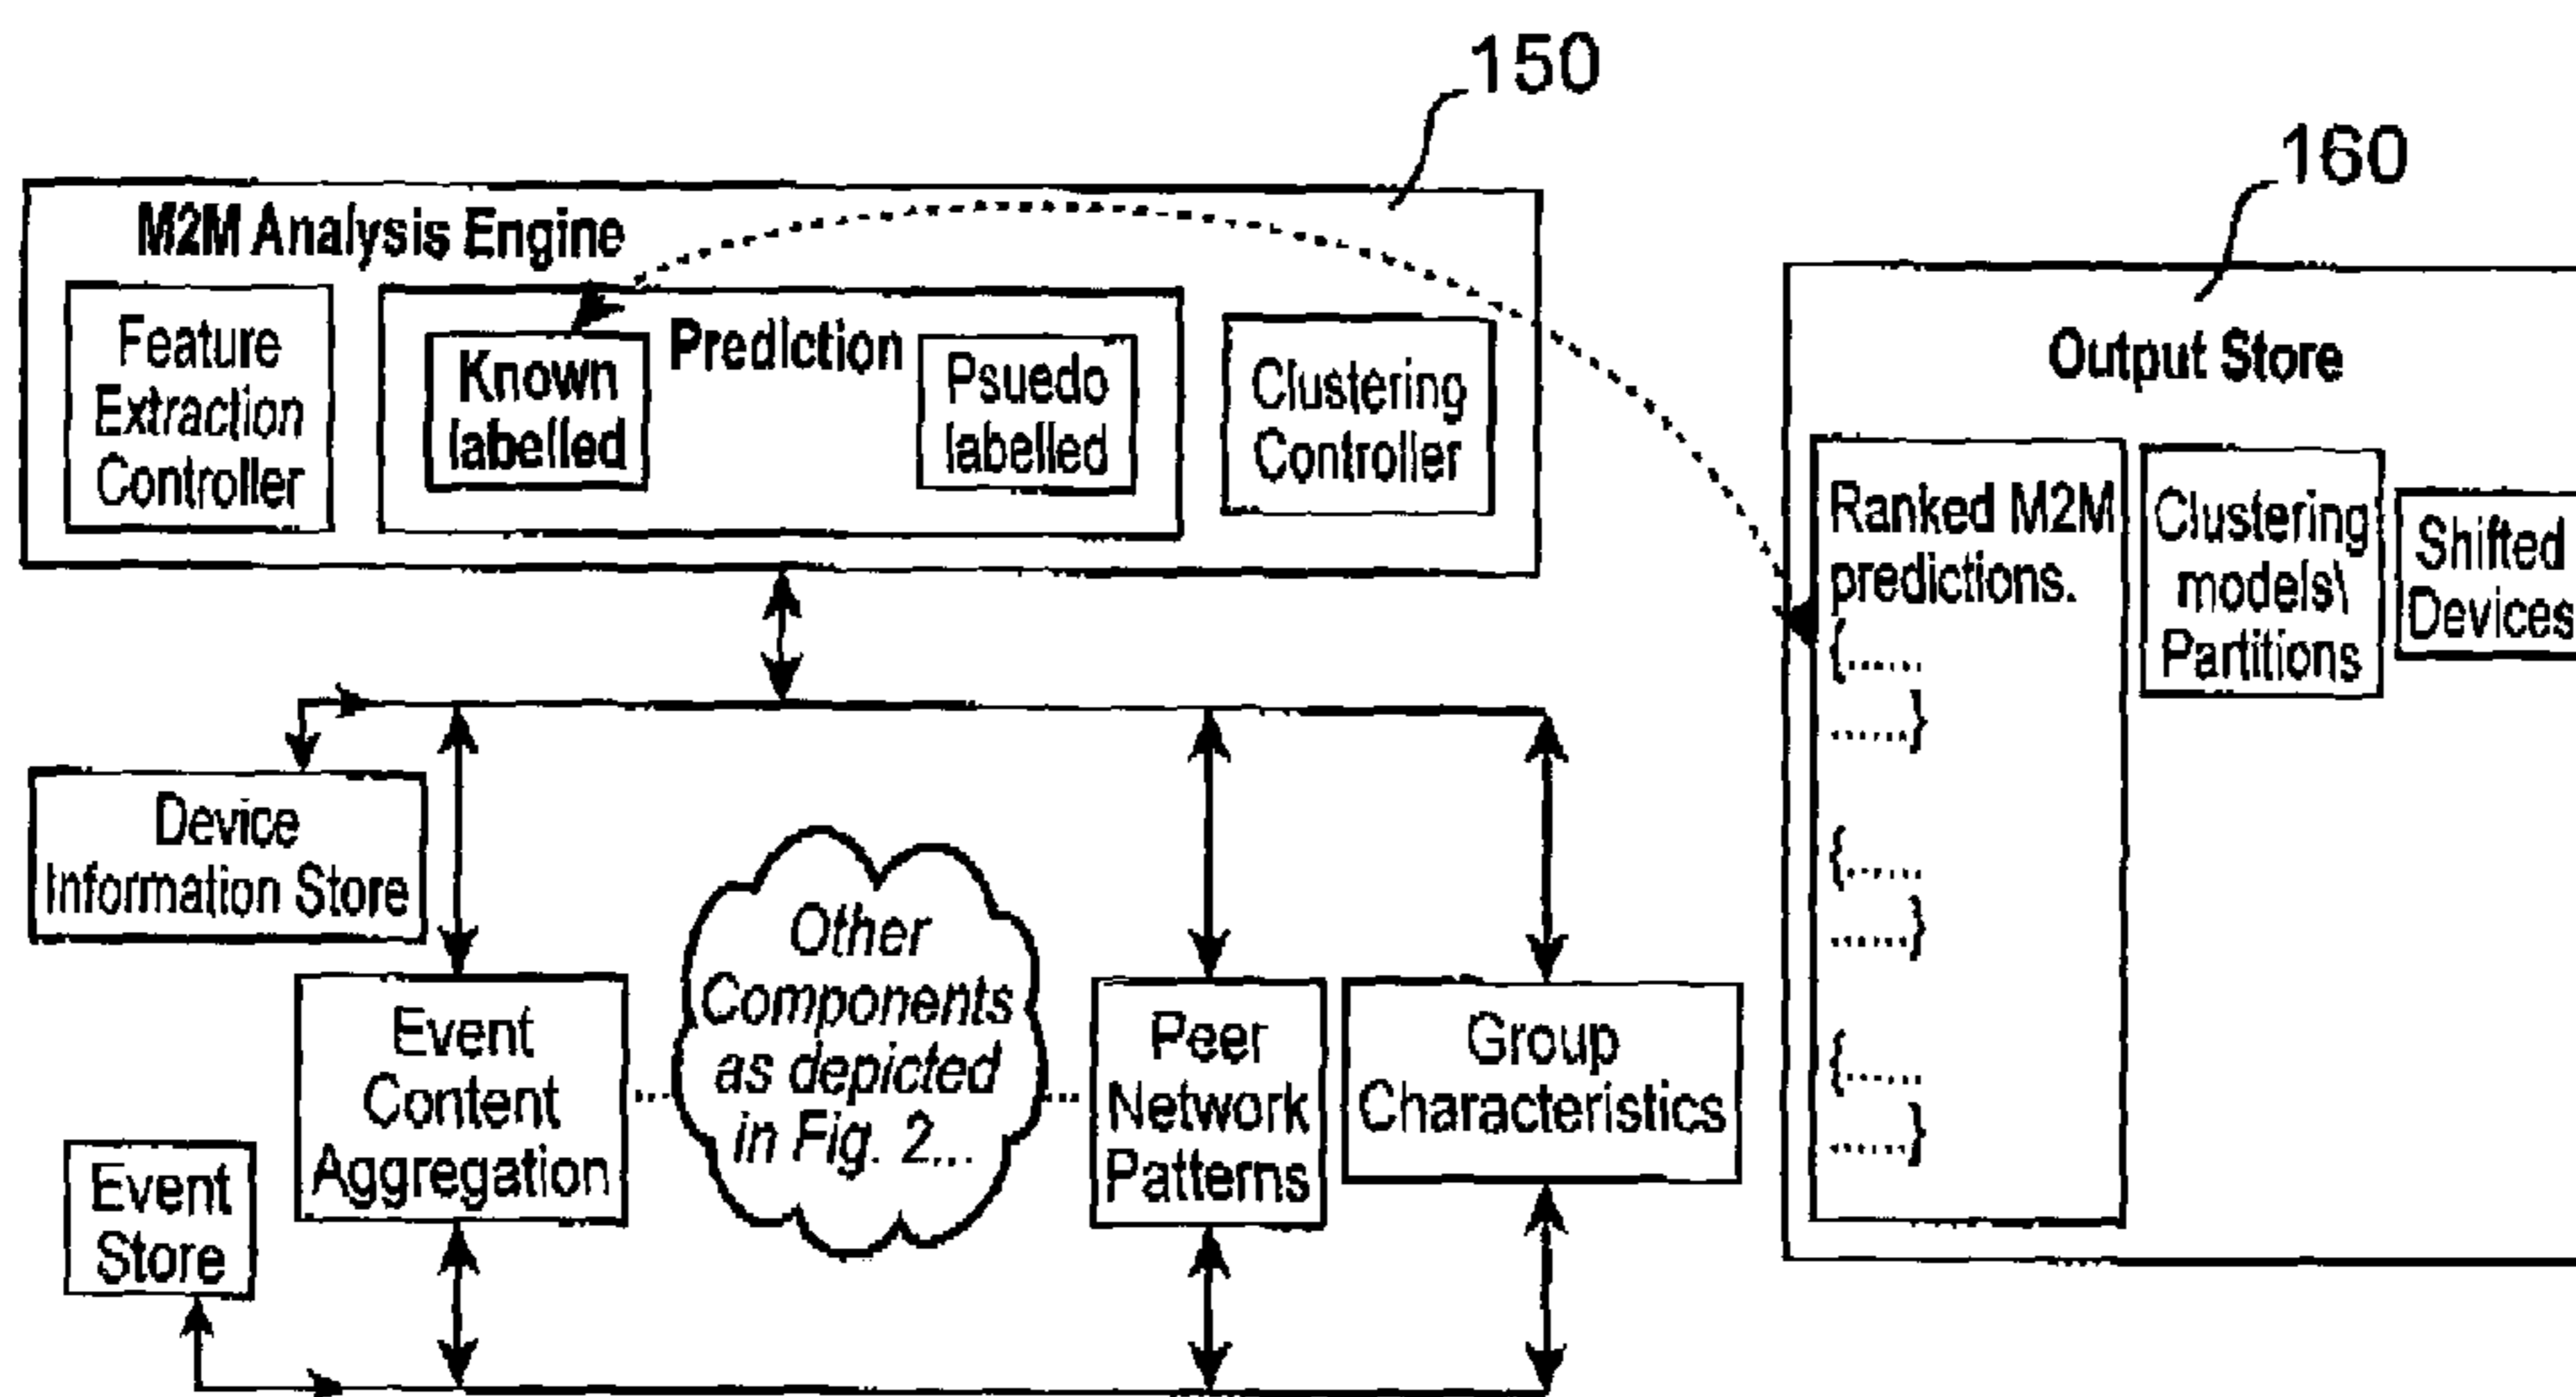 150
160
M2M Analysis Engine
Feature
Extraction
Controller
Known
labelled
Prediction
Psuedo
labelled
Clustering
Controller
Output Store
Ranked M2M
predictions.
{......
......}
{......
......}
{......
......}
Clustering
models\
Partitions
Shifted
Devices
Device
Information Store
Event
Content
Aggregation
...
Other
Components
as depicted
in Fig. 2...
...
Peer
Network
Patterns
Group
Characteristics
Event
Store